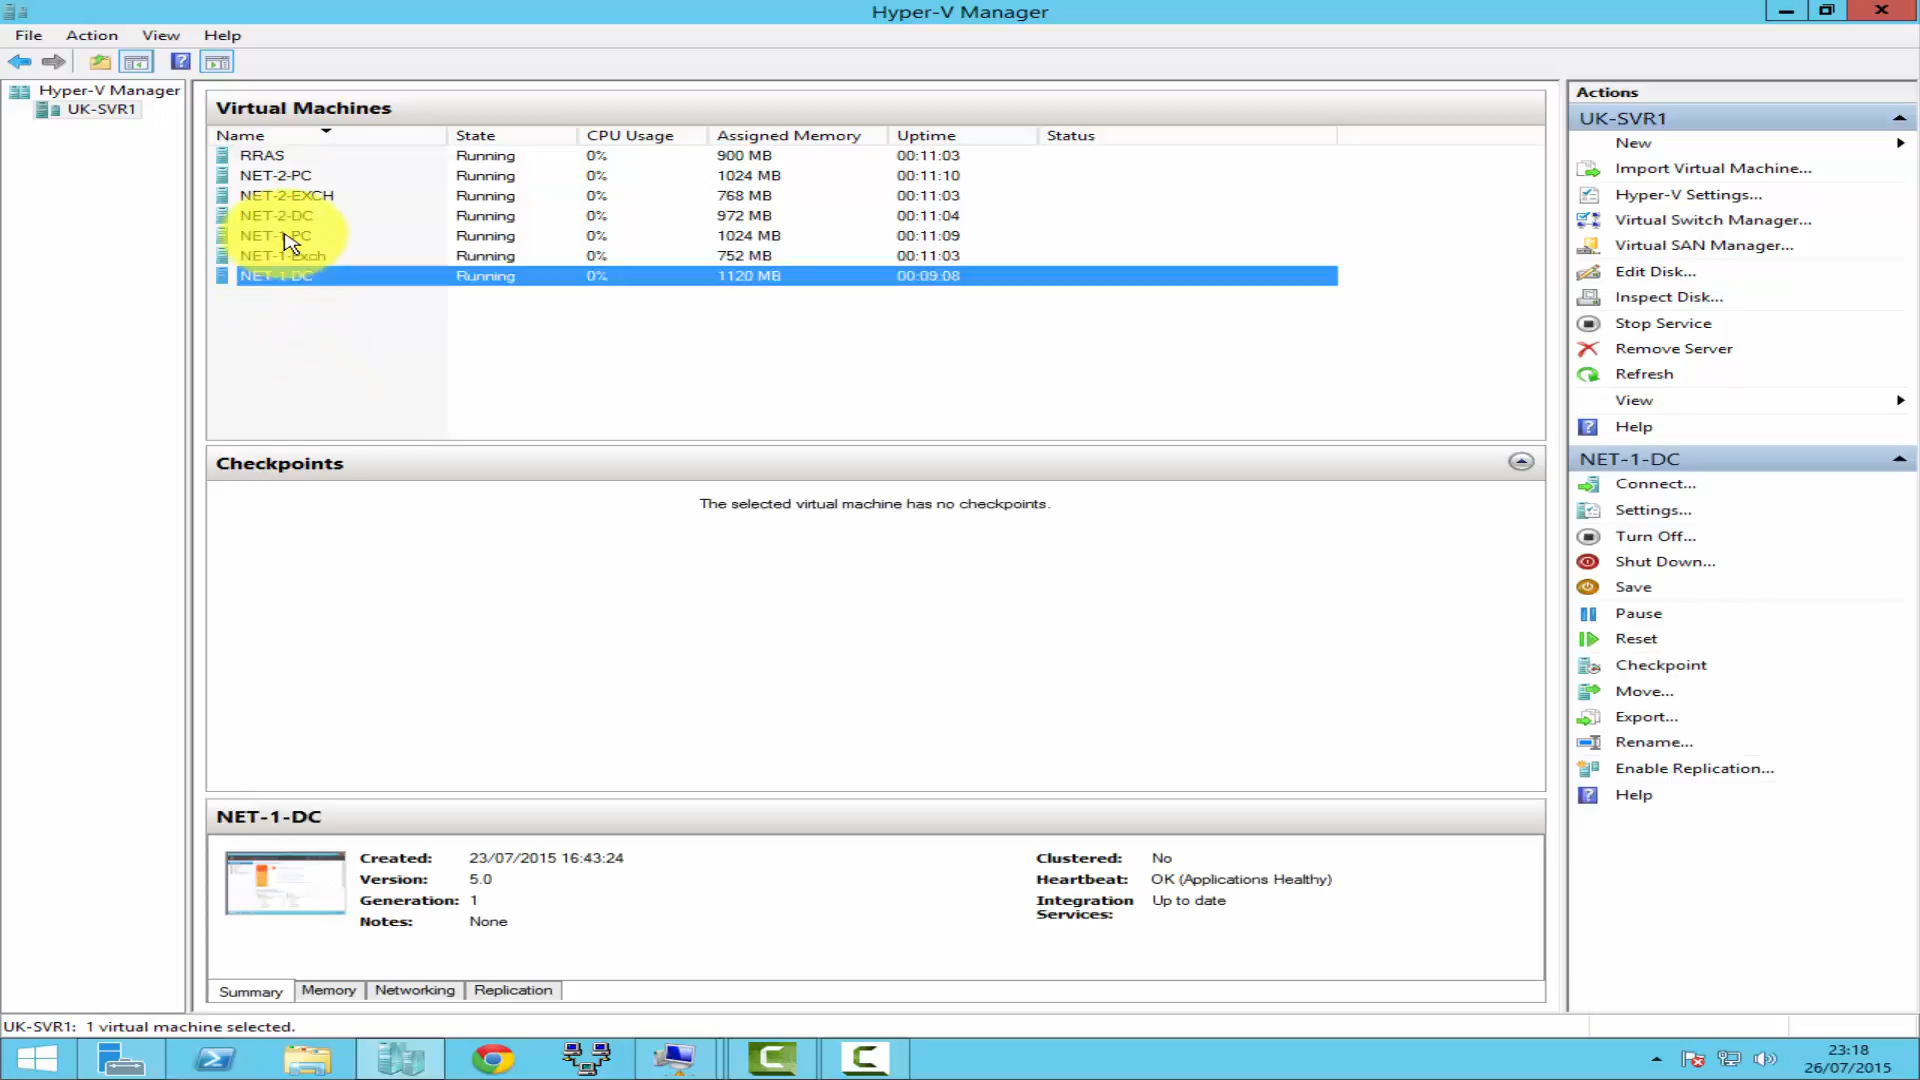 Hyper-V Manager
File Action View Help
Hyper-V Manager
UK-SVR1
Virtual Machines
Name State CPU Usage Assigned Memory Uptime Status
RRAS Running 0% 900 MB 00:11:03
NET-2-PC Running 0% 1024 MB 00:11:10
NET-2-EXCH Running 0% 768 MB 00:11:03
NET-2-DC Running 0% 972 MB 00:11:04
NET-1-PC Running 0% 1024 MB 00:11:09
NET-1-Exch Running 0% 752 MB 00:11:03
NET-1-DC Running 0% 1120 MB 00:09:08
Checkpoints
The selected virtual machine has no checkpoints.
NET-1-DC
Created: 23/07/2015 16:43:24
Version: 5.0
Generation: 1
Notes: None
Clustered: No
Heartbeat: OK (Applications Healthy)
Integration Up to date
Services:
Summary Memory Networking Replication
Actions
UK-SVR1
New
Import Virtual Machine...
Hyper-V Settings...
Virtual Switch Manager...
Virtual SAN Manager...
Edit Disk...
Inspect Disk...
Stop Service
Remove Server
Refresh
View
Help
NET-1-DC
Connect...
Settings...
Turn Off...
Shut Down...
Save
Pause
Reset
Checkpoint
Move...
Export...
Rename...
Enable Replication...
Help
UK-SVR1: 1 virtual machine selected.
23:18
26/07/2015